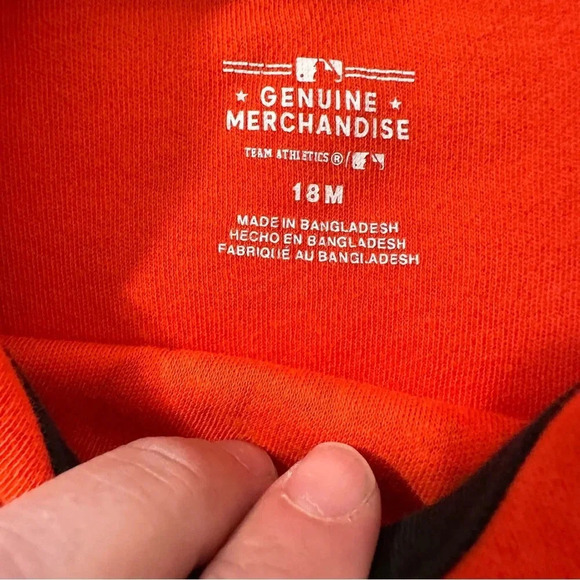 ★ GENUINE ★
MERCHANDISE
TEAM ATHLETICS®/
18M
MADE IN BANGLADESH
HECHO EN BANGLADESH
FABRIQUÉ AU BANGLADESH